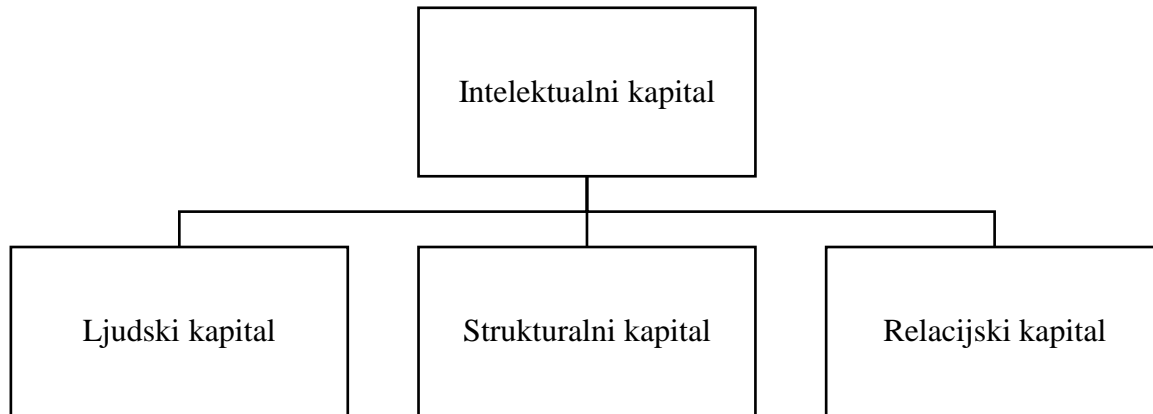 Intelektualni kapital
Ljudski kapital
Strukturalni kapital
Relacijski kapital